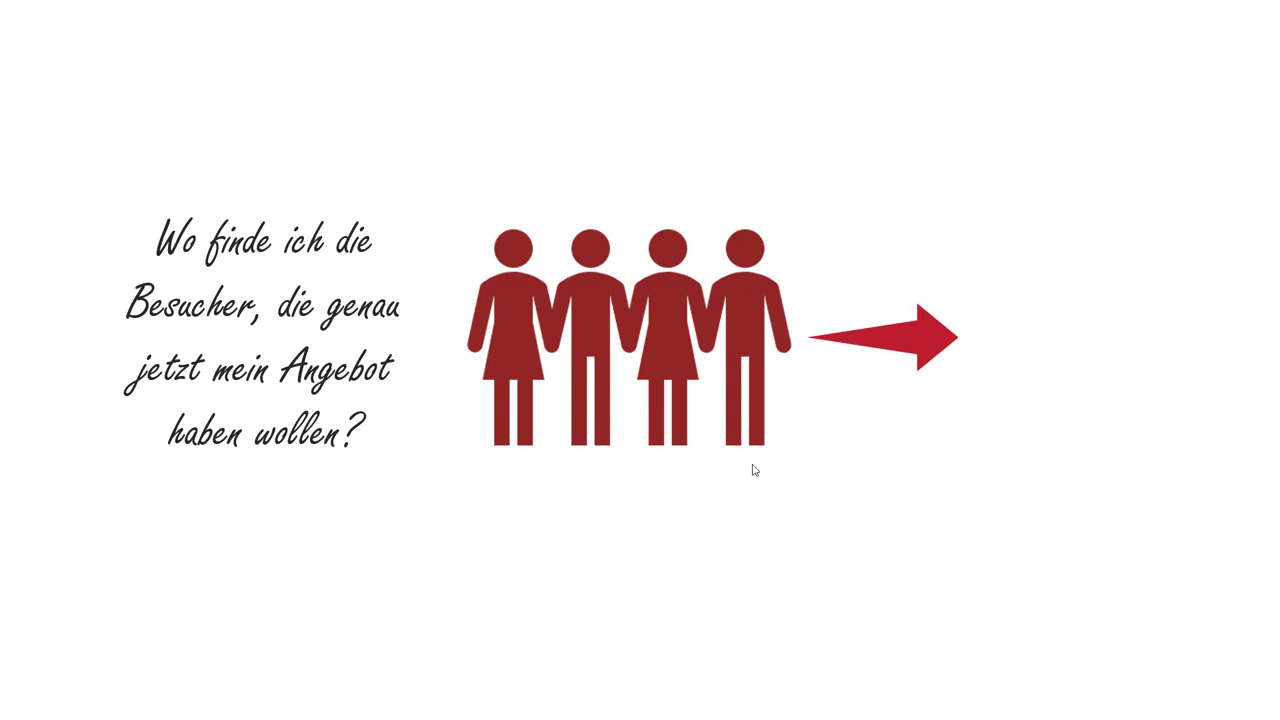 Wo finde ich die
Besucher, die genau
jetzt mein Angebot
haben wollen?